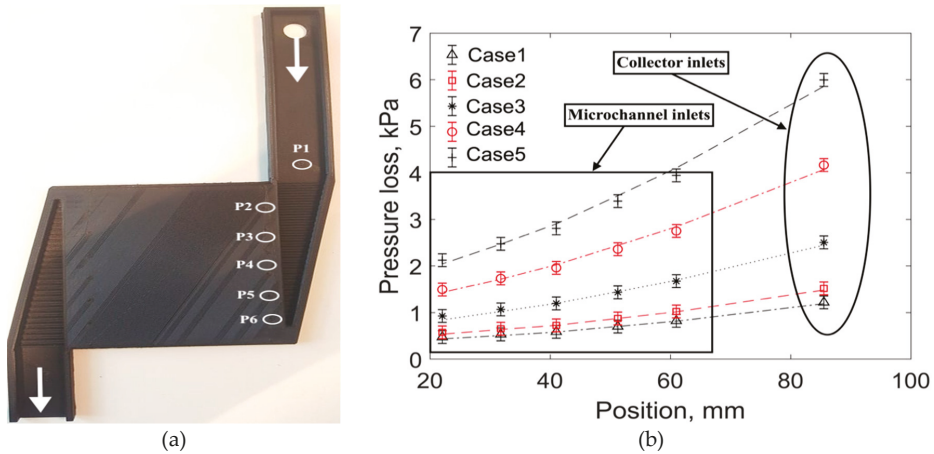 P1
P2
P3
P4
P5
P6
(a)
7
6
5
4
3
2
1
0
Pressure loss, kPa
Case1
Case2
Case3
Case4
Case5
Collector inlets
Microchannel inlets
20
40
60
80
100
Position, mm
(b)